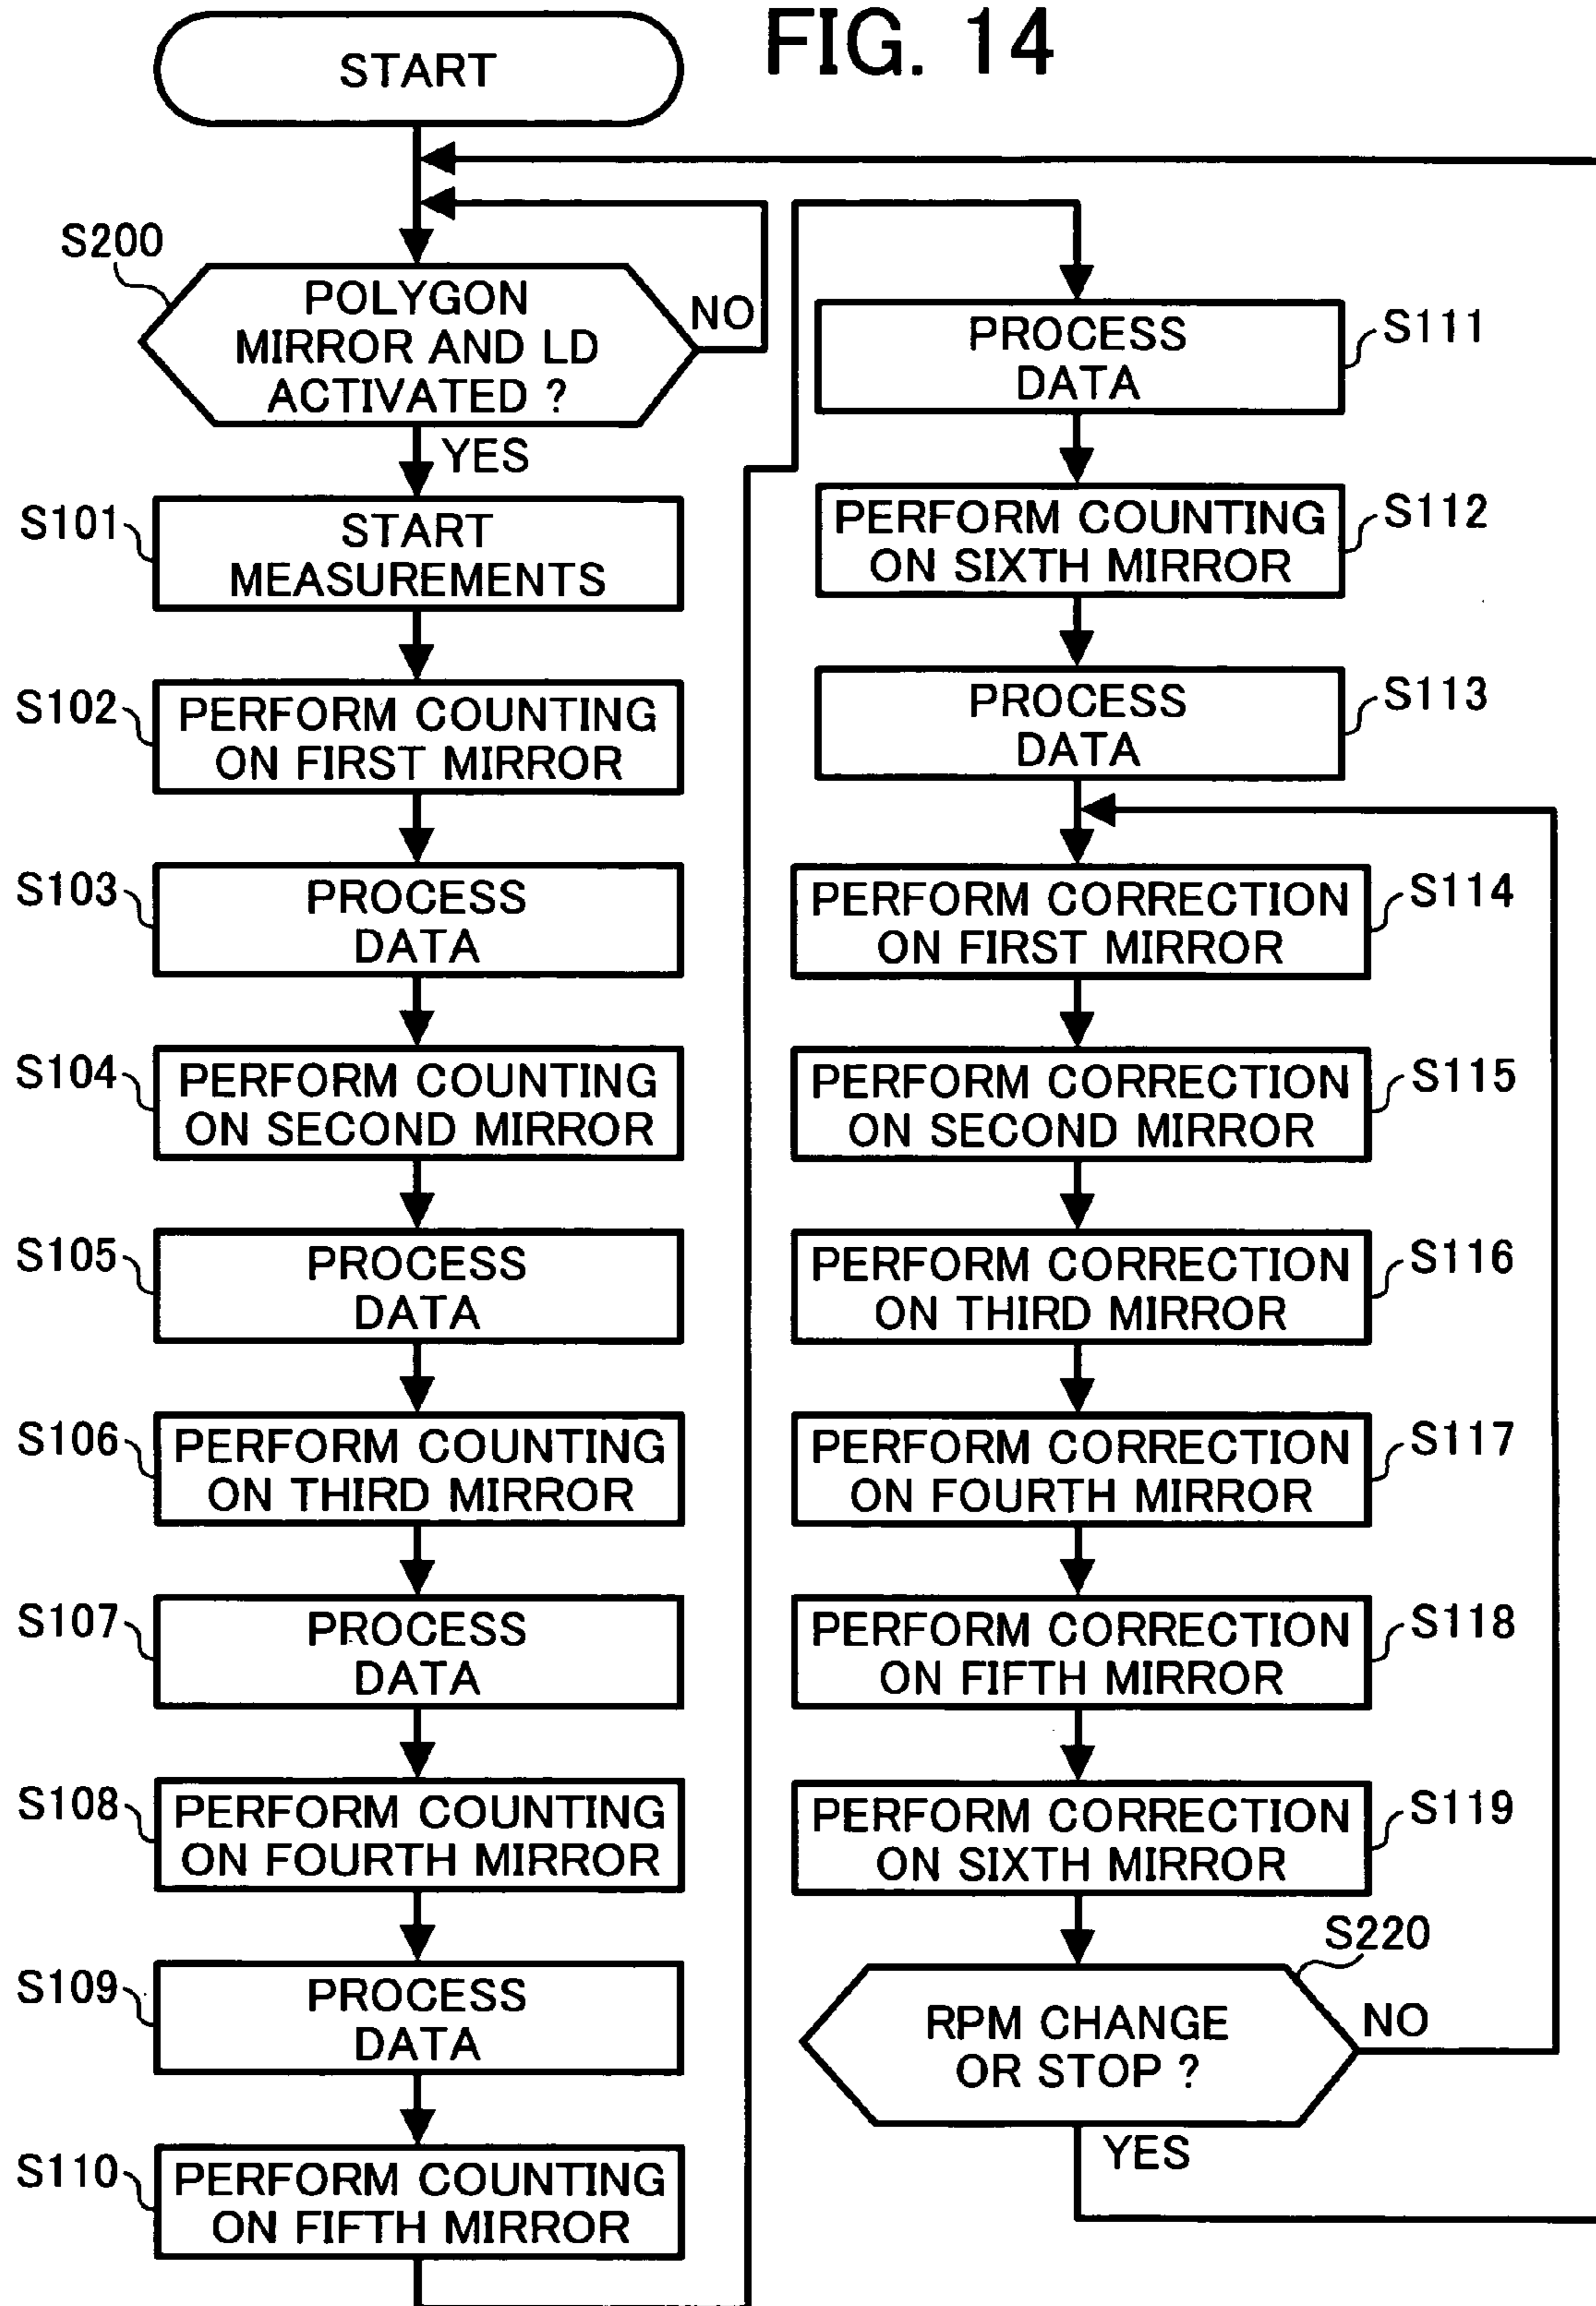 FIG. 14
START
S200
POLYGON
MIRROR AND LD
ACTIVATED ?
NO
YES
S101
START
MEASUREMENTS
S102
PERFORM COUNTING
ON FIRST MIRROR
S103
PROCESS
DATA
S104
PERFORM COUNTING
ON SECOND MIRROR
S105
PROCESS
DATA
S106
PERFORM COUNTING
ON THIRD MIRROR
S107
PROCESS
DATA
S108
PERFORM COUNTING
ON FOURTH MIRROR
S109
PROCESS
DATA
S110
PERFORM COUNTING
ON FIFTH MIRROR
PROCESS
DATA
S111
PERFORM COUNTING
ON SIXTH MIRROR
S112
PROCESS
DATA
S113
PERFORM CORRECTION
ON FIRST MIRROR
S114
PERFORM CORRECTION
ON SECOND MIRROR
S115
PERFORM CORRECTION
ON THIRD MIRROR
S116
PERFORM CORRECTION
ON FOURTH MIRROR
S117
PERFORM CORRECTION
ON FIFTH MIRROR
S118
PERFORM CORRECTION
ON SIXTH MIRROR
S119
S220
RPM CHANGE
OR STOP ?
NO
YES